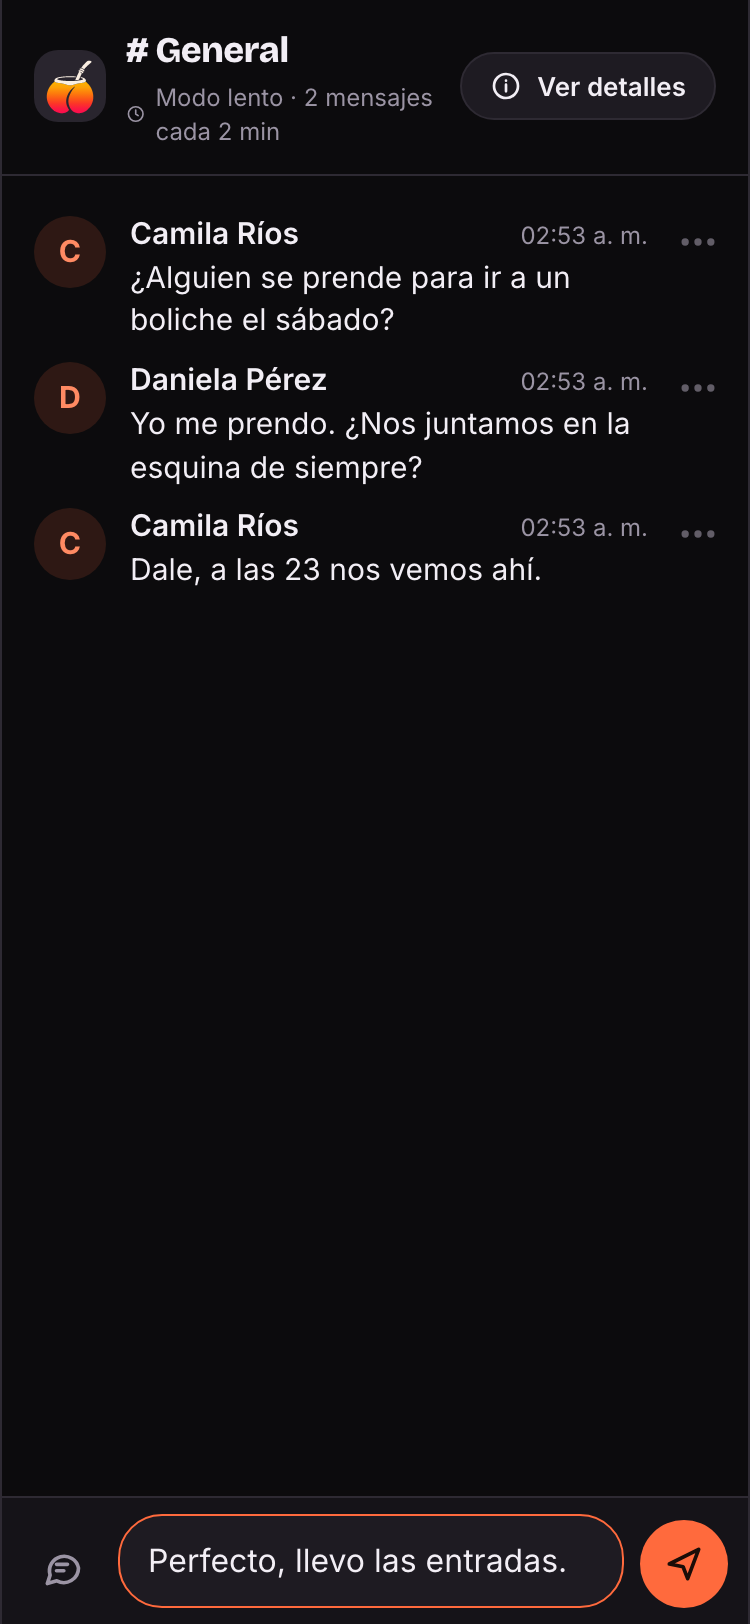 # General
Modo lento · 2 mensajes
cada 2 min
Ver detalles
C
Camila Ríos
02:53 a. m.
¿Alguien se prende para ir a un
boliche el sábado?
D
Daniela Pérez
02:53 a. m.
Yo me prendo. ¿Nos juntamos en la
esquina de siempre?
C
Camila Ríos
02:53 a. m.
Dale, a las 23 nos vemos ahí.
Perfecto, llevo las entradas.